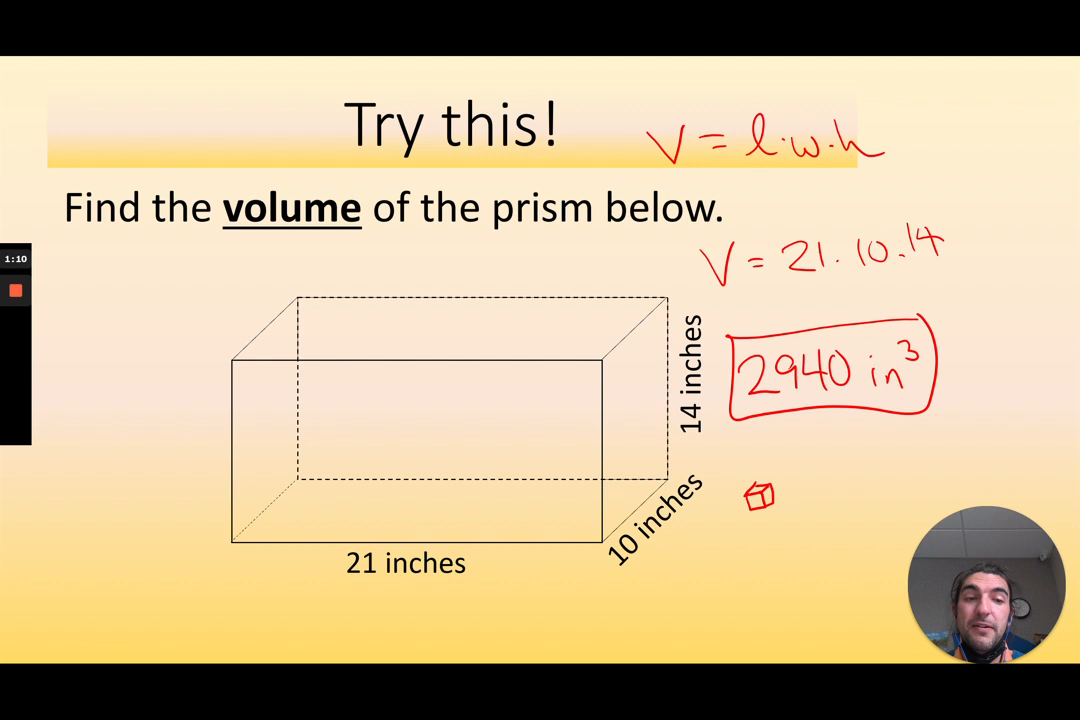 Try this!
V = l·w·h
Find the volume of the prism below.
V = 21·10·14
1:10
14 inches
2940 in³
10 inches
21 inches